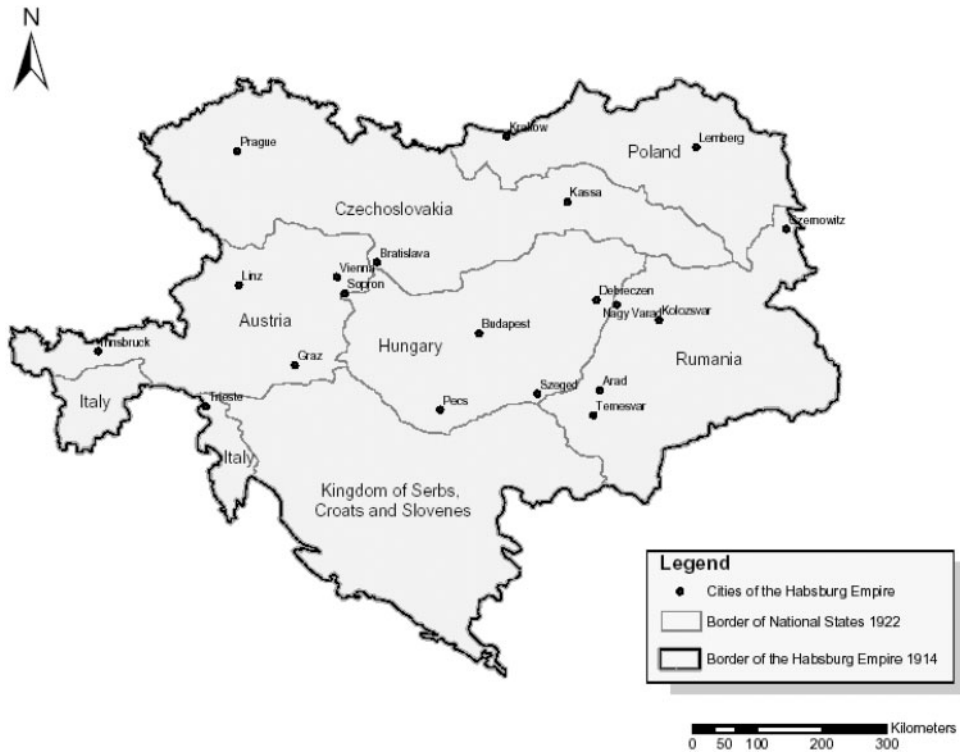 N
Krakow
Prague
Lemberg
Poland
Kassa
Czechoslovakia
Czernowitz
Bratislava
Vienna
Linz
Sopron
Debreczen
Austria
Nagy Varad
Kolozsvar
Budapest
Hungary
Innsbruck
Graz
Rumania
Italy
Trieste
Pecs
Szeged
Arad
Temesvar
Italy
Kingdom of Serbs,
Croats and Slovenes
Legend
Cities of the Habsburg Empire
Border of National States 1922
Border of the Habsburg Empire 1914
Kilometers
0 50 100 200 300